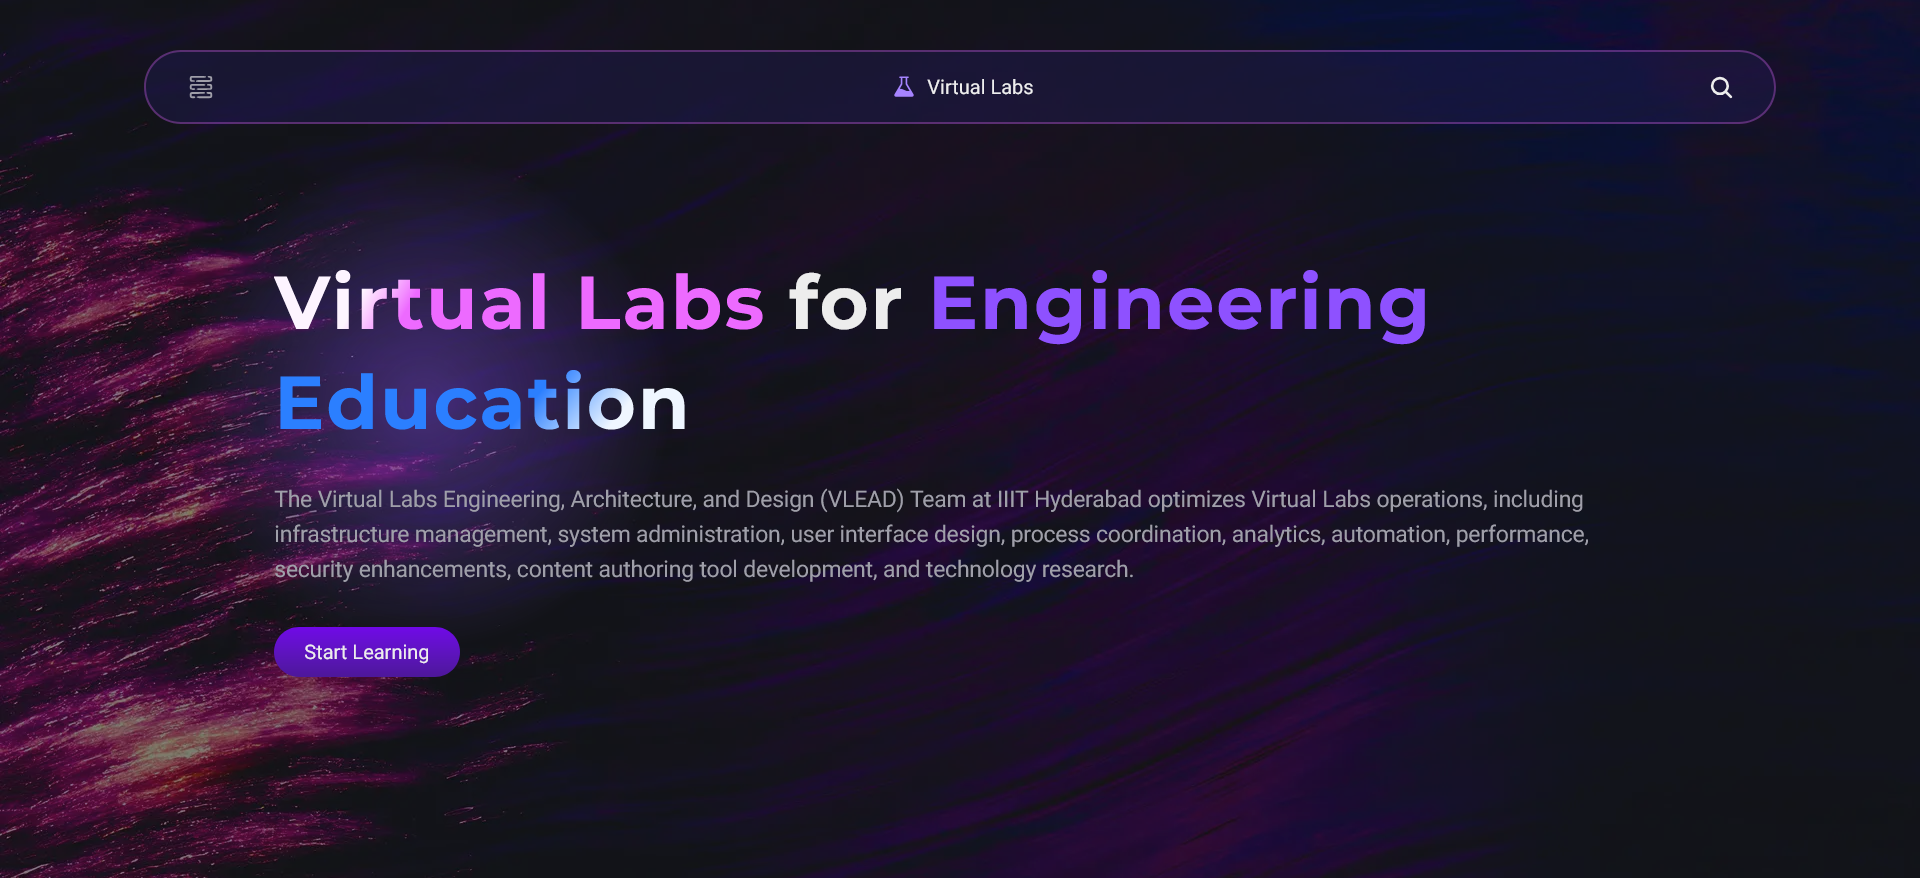 Virtual Labs
Virtual Labs for Engineering
Education
The Virtual Labs Engineering, Architecture, and Design (VLEAD) Team at IIIT Hyderabad optimizes Virtual Labs operations, including
infrastructure management, system administration, user interface design, process coordination, analytics, automation, performance,
security enhancements, content authoring tool development, and technology research.
Start Learning